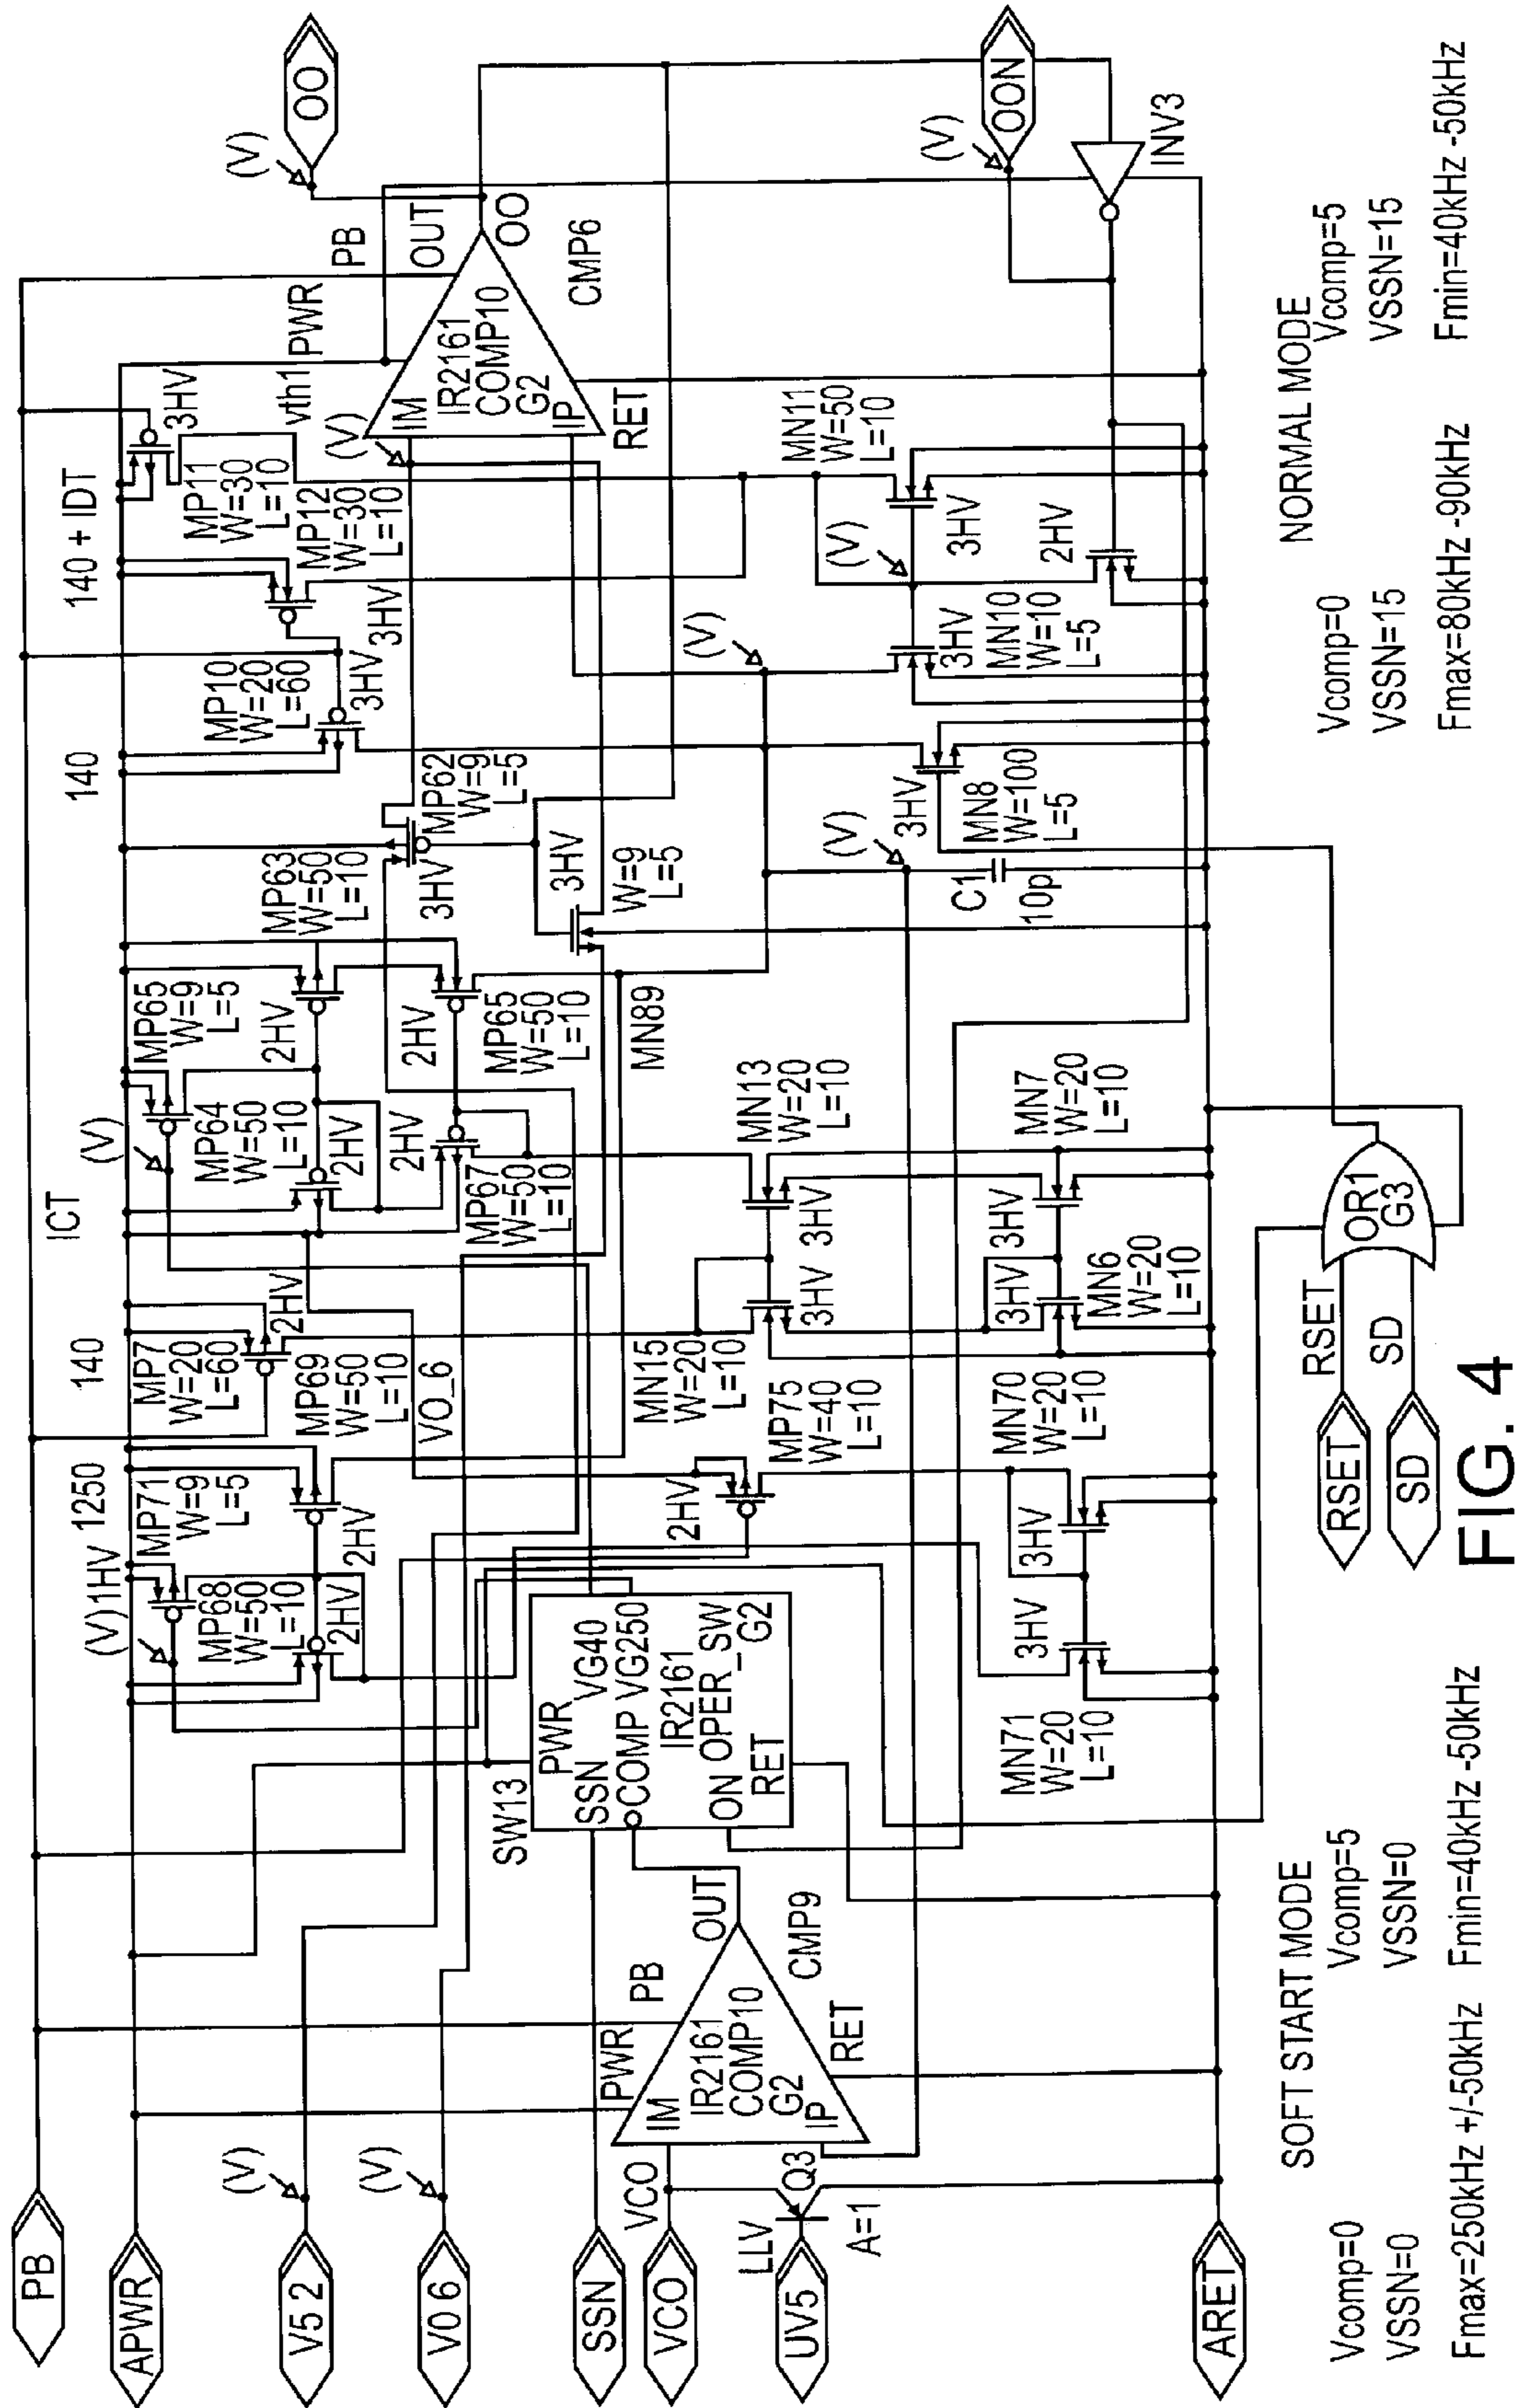 PB
APWR
V5 2
V0 6
SSN
VCO
UV5
ARET
(V)
(V)
VCO
LLV
Q3
A=1
PWR
PB
IM
IR2161
COMP10
G2
IP
OUT
CMP9
RET
SW13
PWR
SSN VG40
COMP VG250
IR2161
ON OPER_SW
RET _G2
(V) 1HV
1250
MP71
W=9
L=5
MP68
W=50
L=10
2HV
2HV
140
MP7
W=20
L=60
2HV
MP69
W=50
L=10
VO_6
2HV
MN15
W=20
L=10
MP75
W=40
L=10
MN70
W=20
L=10
3HV
3HV
MN71
W=20
L=10
ICT
(V)
MP65
W=9
L=5
MP64
W=50
L=10
2HV
2HV
2HV
MP67
W=50
L=10
MP63
W=50
L=10
2HV
MP65
W=50
L=10
MN89
MN13
W=20
L=10
3HV
3HV
MN7
W=20
L=10
3HV
3HV
MN6
W=20
L=10
140
MP10
W=20
L=60
3HV
MP62
W=9
L=5
3HV
3HV
W=9
L=5
(V)
3HV
MN8
W=100
L=5
C1
10p
140 + IDT
MP11
W=30
L=10
3HV
MP12
W=30
L=10
3HV
vth1
(V)
PWR
PB
IM
IR2161
COMP10
G2
IP
OUT
OO
CMP6
RET
(V)
OO
(V)
(V)
MN11
W=50
L=10
3HV
3HV
MN10
W=10
L=5
2HV
(V)
OON
INV3
RSET
SD
RSET
SD
OR1
G3
SOFT START MODE
Vcomp=0 Vcomp=5
VSSN=0 VSSN=0
Fmax=250kHz +/-50kHz Fmin=40kHz -50kHz
NORMAL MODE
Vcomp=0 Vcomp=5
VSSN=15 VSSN=15
Fmax=80kHz -90kHz Fmin=40kHz -50kHz
FIG. 4